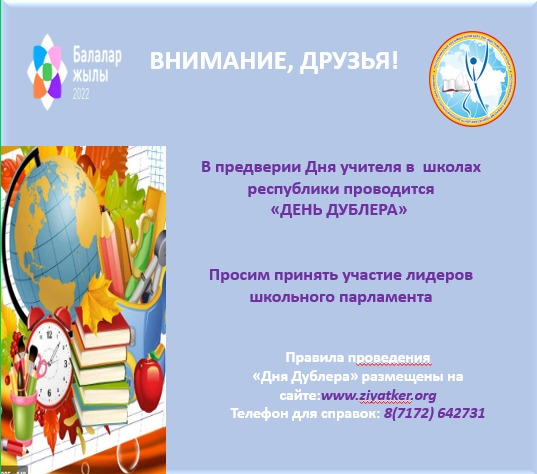 Балалар
жылы
2022
ВНИМАНИЕ, ДРУЗЬЯ!
В предверии Дня учителя в школах
республики проводится
«ДЕНЬ ДУБЛЕРА»
Просим принять участие лидеров
школьного парламента
Правила проведения
«Дня Дублера» размещены на
сайте:www.ziyatker.org
Телефон для справок: 8(7172) 642731